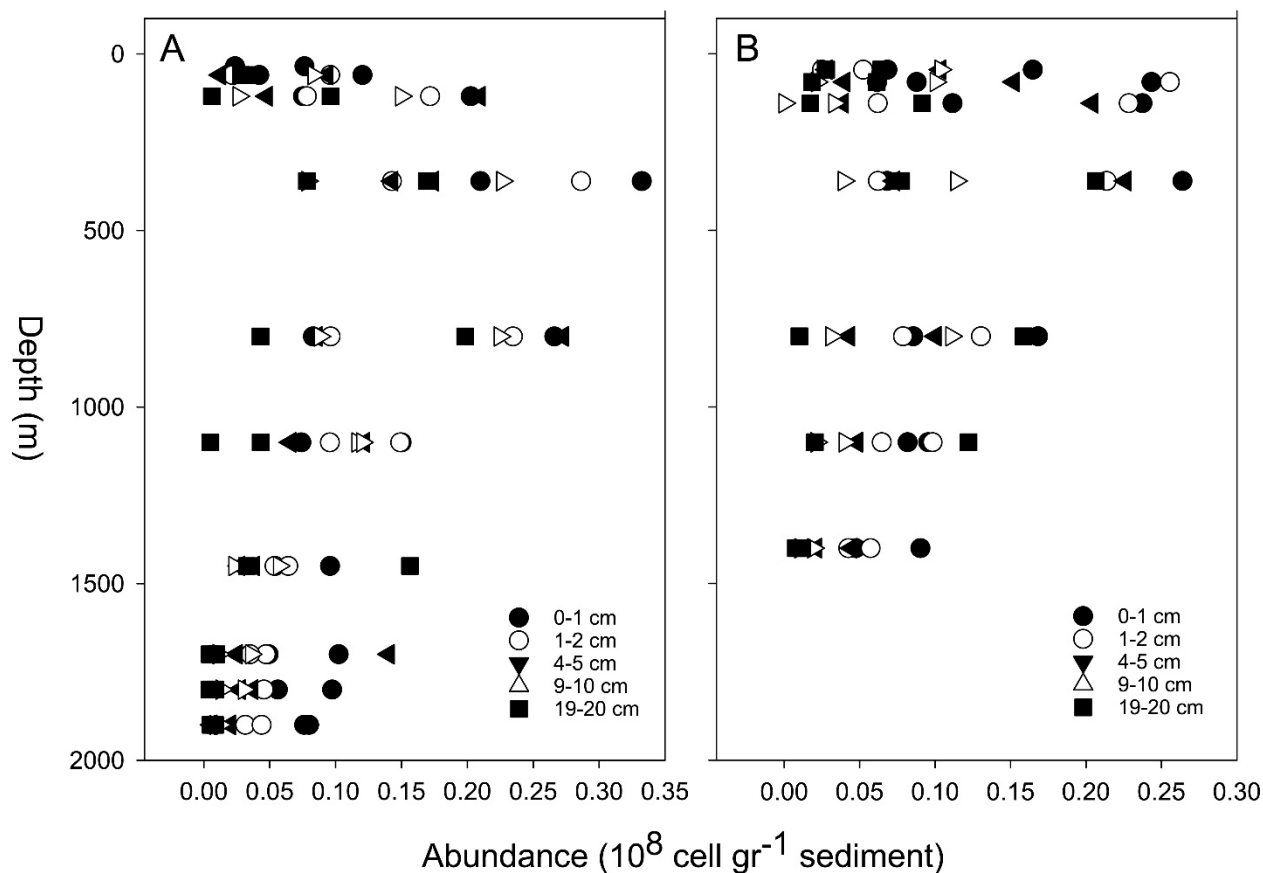 A
B
0
500
1000
1500
2000
Depth (m)
0-1 cm
1-2 cm
4-5 cm
9-10 cm
19-20 cm
0-1 cm
1-2 cm
4-5 cm
9-10 cm
19-20 cm
0.00 0.05 0.10 0.15 0.20 0.25 0.30 0.35
0.00 0.05 0.10 0.15 0.20 0.25 0.30
Abundance (10⁸ cell gr⁻¹ sediment)